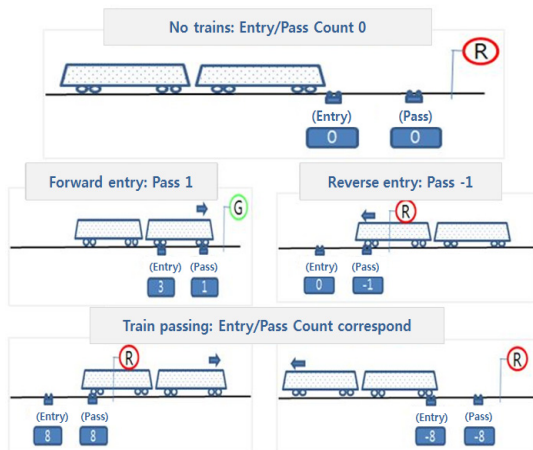 No trains: Entry/Pass Count 0
R
(Entry) (Pass)
0 0
Forward entry: Pass 1
G
(Entry) (Pass)
3 1
Reverse entry: Pass -1
R
(Entry) (Pass)
0 -1
Train passing: Entry/Pass Count correspond
R
(Entry) (Pass)
8 8
R
(Entry) (Pass)
-8 -8